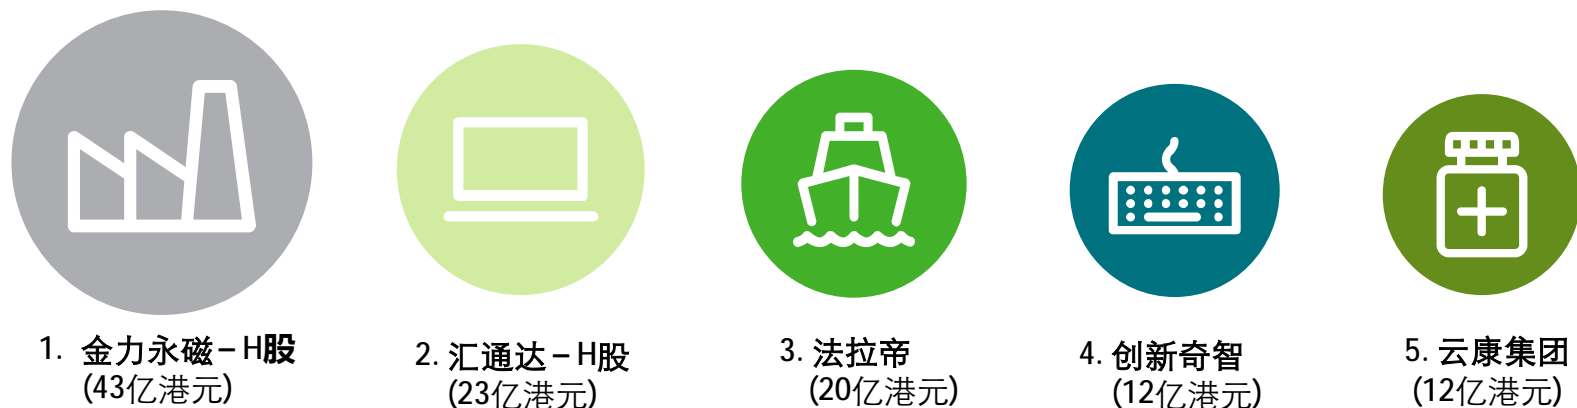 1. 金力永磁–H股
(43亿港元)
2. 汇通达–H股
(23亿港元)
3. 法拉帝
(20亿港元)
4. 创新奇智
(12亿港元)
5. 云康集团
(12亿港元)